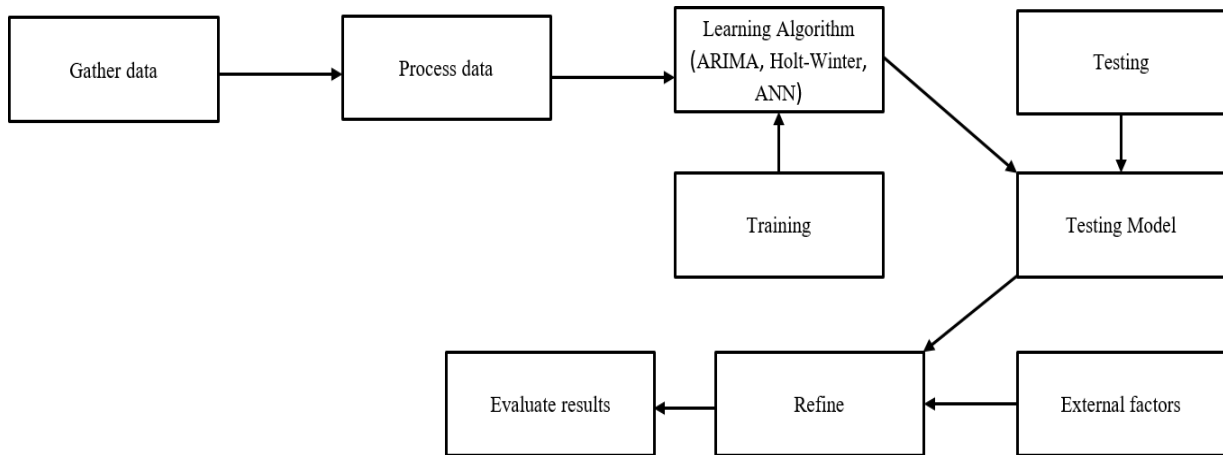 Gather data
Process data
Learning Algorithm
(ARIMA, Holt-Winter,
ANN)
Testing
Training
Testing Model
Evaluate results
Refine
External factors